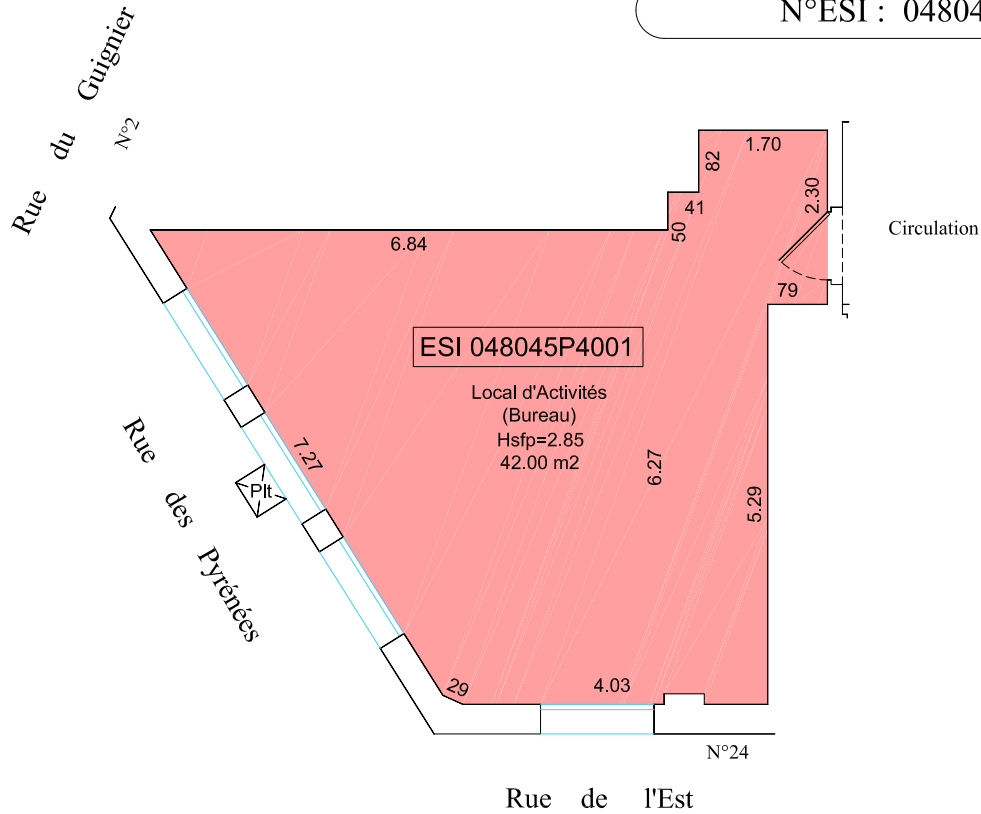 N°ESI : 04804
Rue du Guignier
N°2
1.70
82
2.30
41
50
6.84
Circulation
79
ESI 048045P4001
Local d'Activités
(Bureau)
Hsfp=2.85
42.00 m2
7.27
6.27
5.29
Plt
Rue des Pyrénées
29
4.03
N°24
Rue de l'Est